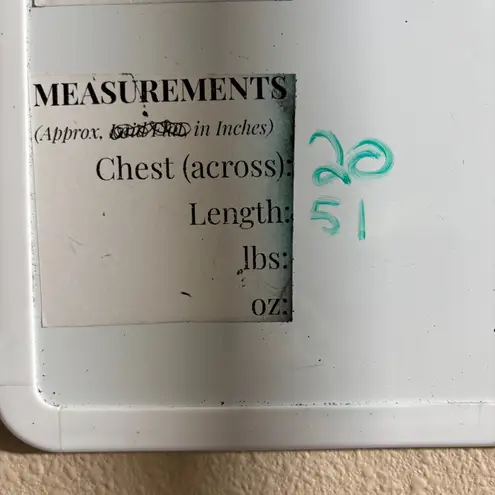 MEASUREMENTS
(Approx, in Inches)
Chest (across): 20
Length: 51
lbs:
oz: